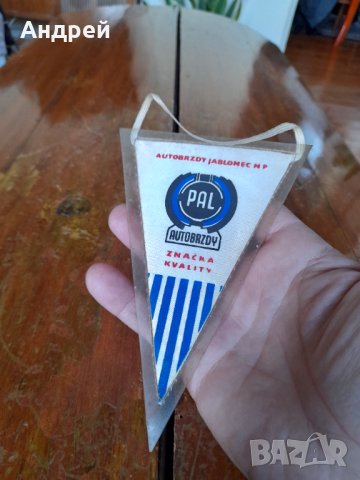 Андрей
AUTOBRZDY JABLONEC N P
PAL
AUTOBRZDY
ZNAČKA
KVALITY
BAZAR